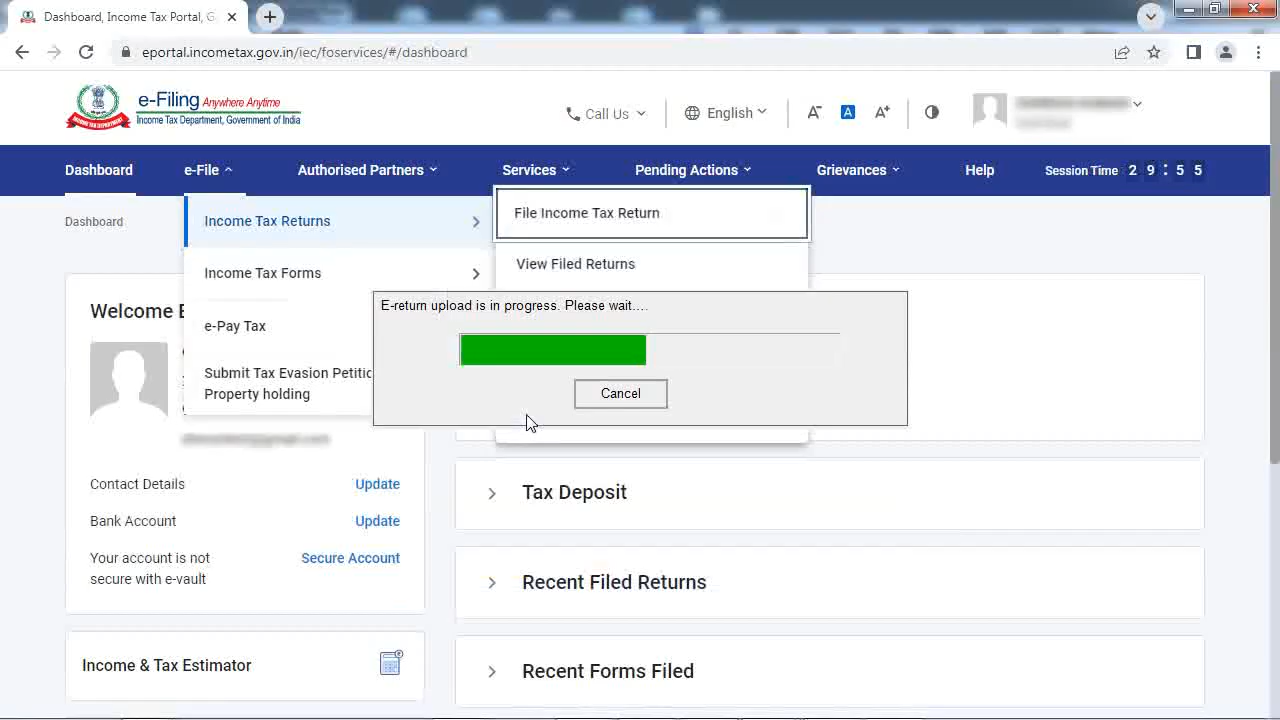 Dashboard, Income Tax Portal, G
eportal.incometax.gov.in/iec/foservices/#/dashboard
e-Filing Anywhere Anytime
Income Tax Department, Government of India
Call Us
English
A-
A
A+
Dashboard
e-File
Authorised Partners
Services
Pending Actions
Grievances
Help
Session Time 2 9 : 5 5
Dashboard
Income Tax Returns
File Income Tax Return
View Filed Returns
Income Tax Forms
e-Pay Tax
Submit Tax Evasion Petitio
Property holding
E-return upload is in progress. Please wait....
Cancel
Welcome
Contact Details
Update
Bank Account
Update
Your account is not
secure with e-vault
Secure Account
Income & Tax Estimator
Tax Deposit
Recent Filed Returns
Recent Forms Filed